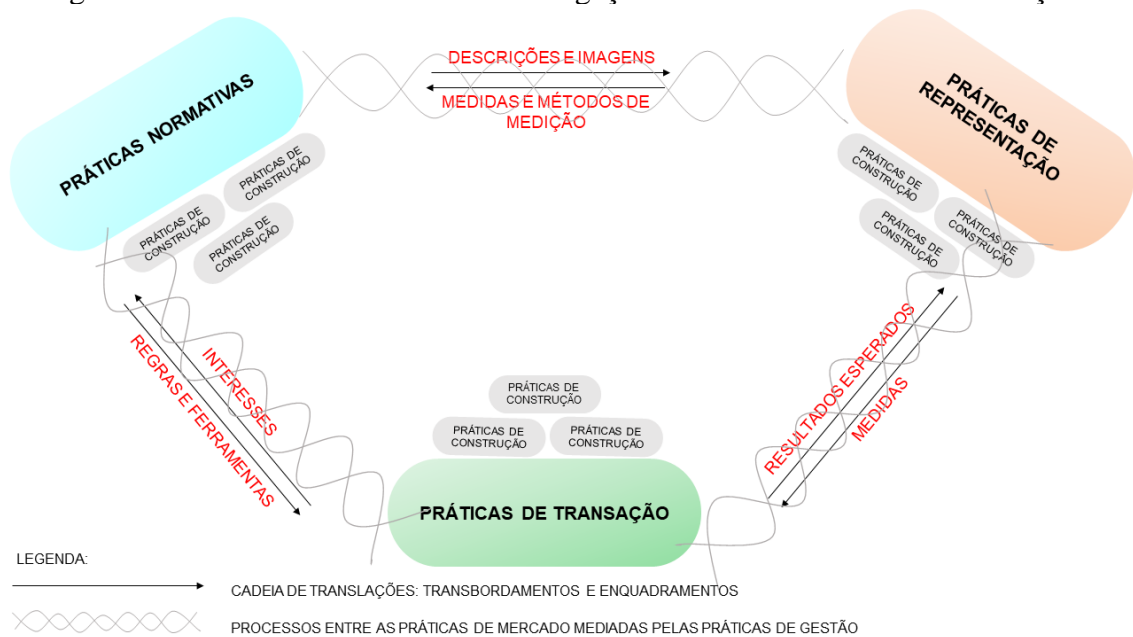 DESCRIÇÕES E IMAGENS
MEDIDAS E MÉTODOS DE
MEDIÇÃO
PRÁTICAS NORMATIVAS
PRÁTICAS DE
REPRESENTAÇÃO
PRÁTICAS DE
CONSTRUÇÃO
PRÁTICAS DE
CONSTRUÇÃO
PRÁTICAS DE
CONSTRUÇÃO
PRÁTICAS DE
CONSTRUÇÃO
PRÁTICAS DE
CONSTRUÇÃO
PRÁTICAS DE
CONSTRUÇÃO
INTERESSES
REGRAS E FERRAMENTAS
RESULTADOS ESPERADOS
MEDIDAS
PRÁTICAS DE
CONSTRUÇÃO
PRÁTICAS DE
CONSTRUÇÃO
PRÁTICAS DE
CONSTRUÇÃO
PRÁTICAS DE TRANSAÇÃO
LEGENDA:
CADEIA DE TRANSLAÇÕES: TRANSBORDAMENTOS E ENQUADRAMENTOS
PROCESSOS ENTRE AS PRÁTICAS DE MERCADO MEDIADAS PELAS PRÁTICAS DE GESTÃO